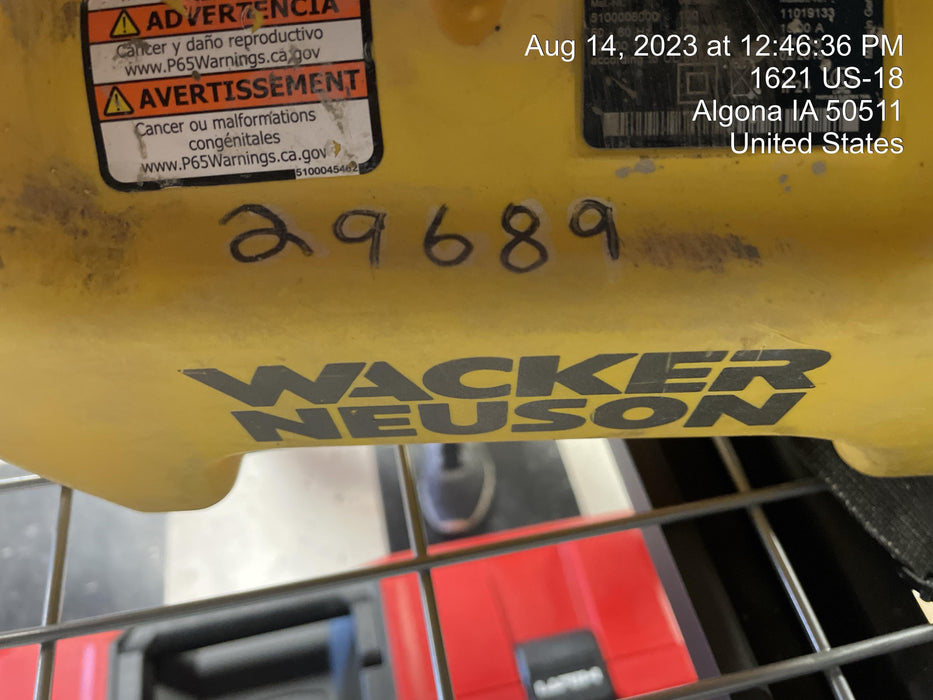 ADVERTENCIA
Cáncer y daño reproductivo
www.P65Warnings.ca.gov
AVERTISSEMENT
Cancer ou malformations
congénitales
www.P65Warnings.ca.gov
5100045462
11019133
Aug 14, 2023 at 12:46:36 PM
1621 US-18
Algona IA 50511
United States
29689
WACKER
NEUSON